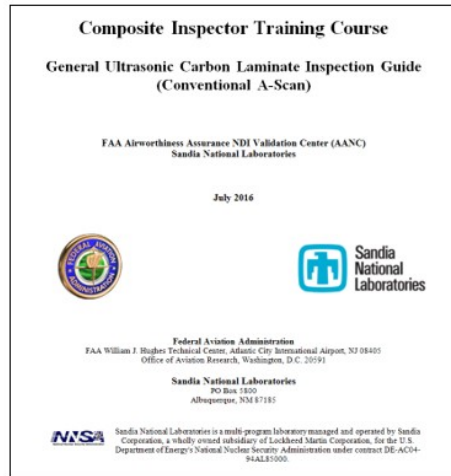 Composite Inspector Training Course
General Ultrasonic Carbon Laminate Inspection Guide
(Conventional A-Scan)
FAA Airworthiness Assurance NDI Validation Center (AANC)
Sandia National Laboratories
July 2016
FEDERAL AVIATION
ADMINISTRATION
Sandia
National
Laboratories
Federal Aviation Administration
FAA William J. Hughes Technical Center, Atlantic City International Airport, NJ 08405
Office of Aviation Research, Washington, D.C. 20591
Sandia National Laboratories
PO Box 5800
Albuquerque, NM 87185
NNSA
Sandia National Laboratories is a multi-program laboratory managed and operated by Sandia
Corporation, a wholly owned subsidiary of Lockheed Martin Corporation, for the U.S.
Department of Energy's National Nuclear Security Administration under contract DE-AC04-
94AL85000.